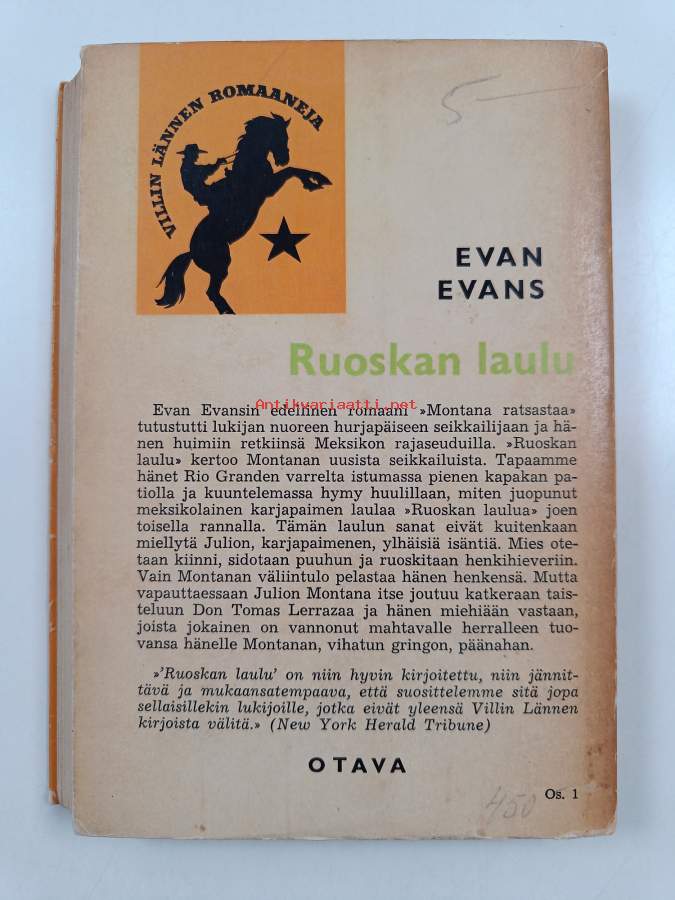 VILLIN LÄNNEN ROMAANEJA
5—
EVAN
EVANS
Ruoskan laulu
Antikvariaatti.net
Evan Evansin edellinen romaani »Montana ratsastaa»
tutustutti lukijan nuoreen hurjapäiseen seikkailijaan ja hä-
nen huimiin retkiinsä Meksikon rajaseuduilla. »Ruoskan
laulu» kertoo Montanan uusista seikkailuista. Tapaamme
hänet Rio Granden varrelta istumassa pienen kapakan pa-
tiolla ja kuuntelemassa hymy huulillaan, miten juopunut
meksikolainen karjapaimen laulaa »Ruoskan laulua» joen
toisella rannalla. Tämän laulun sanat eivät kuitenkaan
miellytä Julion, karjapaimenen, ylhäisiä isäntiä. Mies ote-
taan kiinni, sidotaan puuhun ja ruoskitaan henkihieveriin.
Vain Montanan väliintulo pelastaa hänen henkensä. Mutta
vapauttaessaan Julion Montana itse joutuu katkeraan tais-
teluun Don Tomas Lerrazaa ja hänen miehiään vastaan,
joista jokainen on vannonut mahtavalle herralleen tuo-
vansa hänelle Montanan, vihatun gringon, päänahan.
»'Ruoskan laulu' on niin hyvin kirjoitettu, niin jännit-
tävä ja mukaansatempaava, että suosittelemme sitä jopa
sellaisillekin lukijoille, jotka eivät yleensä Villin Lännen
kirjoista välitä.» (New York Herald Tribune)
OTAVA
Os. 1
450